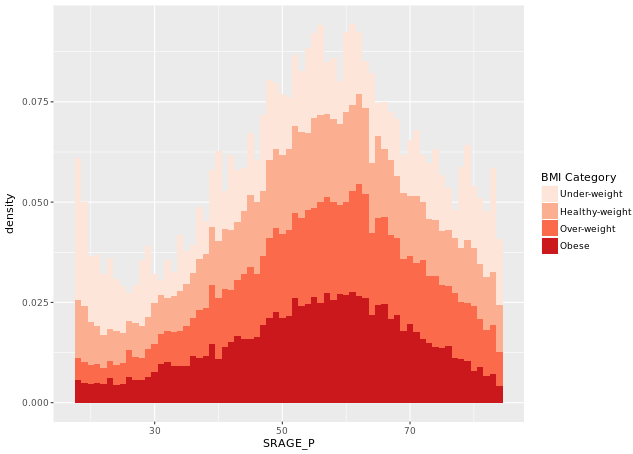 0.075
0.050
0.025
0.000
density
30
50
70
SRAGE_P
BMI Category
Under-weight
Healthy-weight
Over-weight
Obese